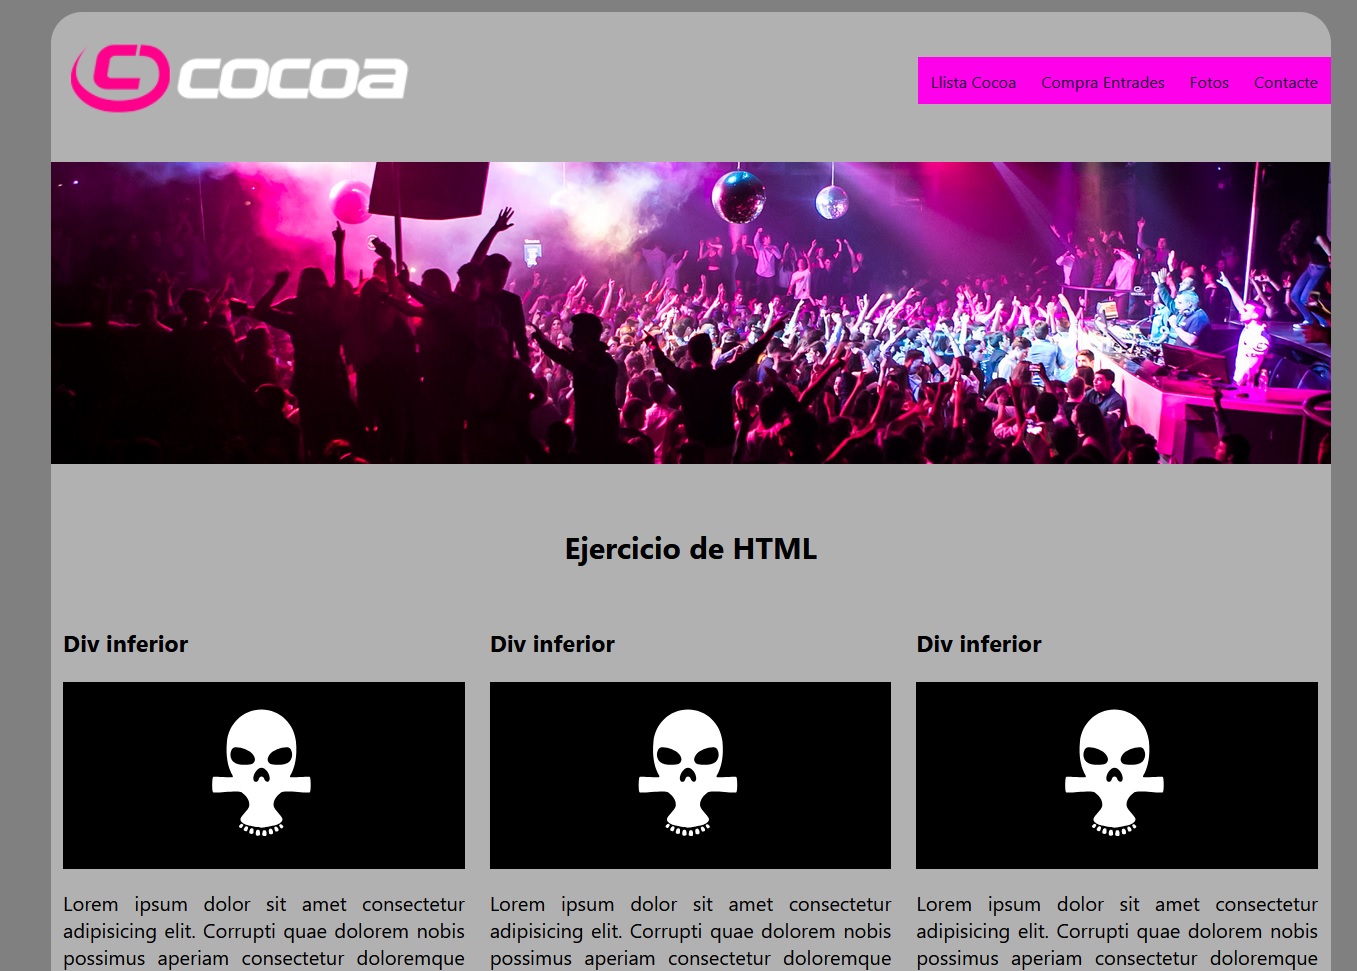 cocoa
Llista Cocoa Compra Entrades Fotos Contacte
Ejercicio de HTML
Div inferior
Lorem ipsum dolor sit amet consectetur
adipisicing elit. Corrupti quae dolorem nobis
possimus aperiam consectetur doloremque
Div inferior
Lorem ipsum dolor sit amet consectetur
adipisicing elit. Corrupti quae dolorem nobis
possimus aperiam consectetur doloremque
Div inferior
Lorem ipsum dolor sit amet consectetur
adipisicing elit. Corrupti quae dolorem nobis
possimus aperiam consectetur doloremque